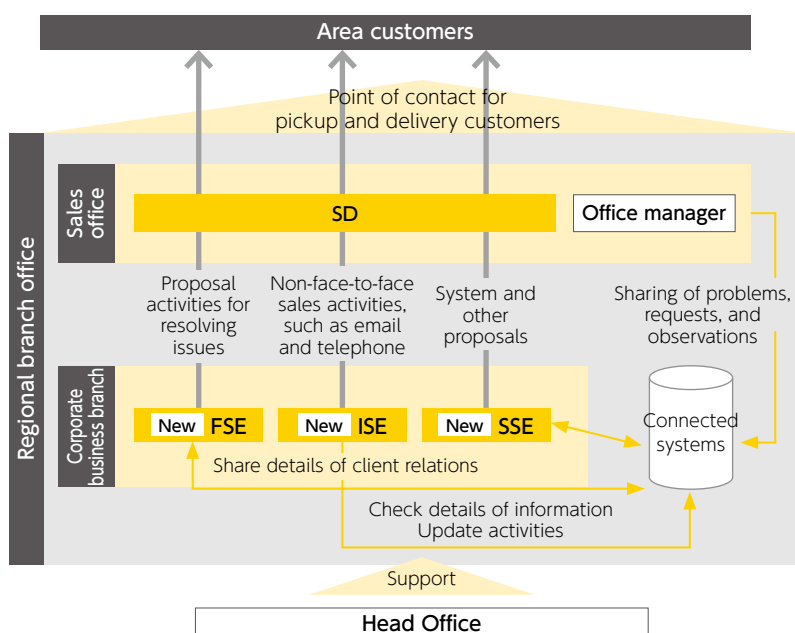 Area customers
Point of contact for
pickup and delivery customers
Regional branch office
Sales
office
SD
Office manager
Proposal
activities for
resolving
issues
Non-face-to-face
sales activities,
such as email
and telephone
System and
other
proposals
Sharing of problems,
requests, and
observations
Corporate
business branch
New FSE
New ISE
New SSE
Connected
systems
Share details of client relations
Check details of information
Update activities
Support
Head Office